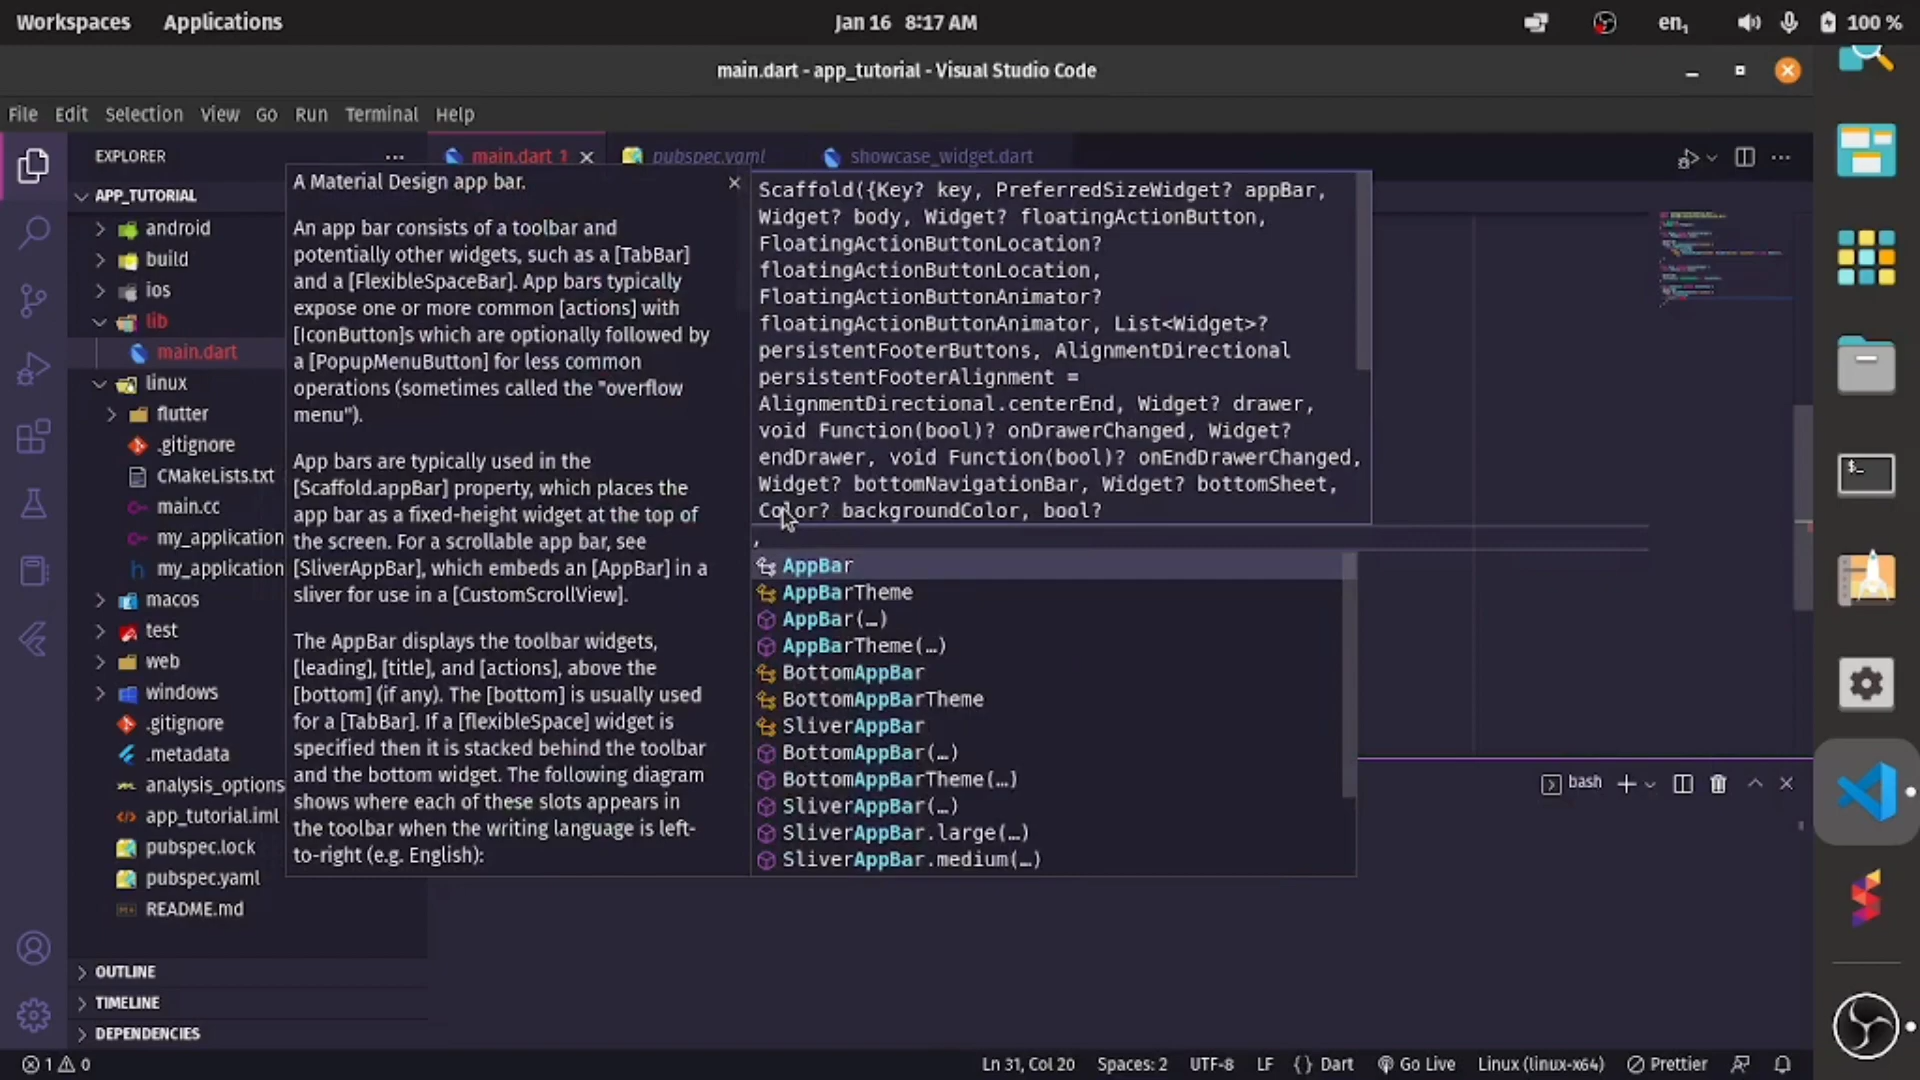 Workspaces Applications Jan 16 8:17 AM en1 100 %
main.dart - app_tutorial - Visual Studio Code
File Edit Selection View Go Run Terminal Help
EXPLORER
APP_TUTORIAL
android
build
ios
lib
main.dart
linux
flutter
.gitignore
CMakeLists.txt
main.cc
my_application
my_application
macos
test
web
windows
.gitignore
.metadata
analysis_options
app_tutorial.iml
pubspec.lock
pubspec.yaml
README.md
OUTLINE
TIMELINE
DEPENDENCIES
main.dart 1 pubspec.yaml showcase_widget.dart
A Material Design app bar.
An app bar consists of a toolbar and
potentially other widgets, such as a [TabBar]
and a [FlexibleSpaceBar]. App bars typically
expose one or more common [actions] with
[IconButton]s which are optionally followed by
a [PopupMenuButton] for less common
operations (sometimes called the "overflow
menu").
App bars are typically used in the
[Scaffold.appBar] property, which places the
app bar as a fixed-height widget at the top of
the screen. For a scrollable app bar, see
[SliverAppBar], which embeds an [AppBar] in a
sliver for use in a [CustomScrollView].
The AppBar displays the toolbar widgets,
[leading], [title], and [actions], above the
[bottom] (if any). The [bottom] is usually used
for a [TabBar]. If a [flexibleSpace] widget is
specified then it is stacked behind the toolbar
and the bottom widget. The following diagram
shows where each of these slots appears in
the toolbar when the writing language is left-
to-right (e.g. English):
Scaffold({Key? key, PreferredSizeWidget? appBar,
Widget? body, Widget? floatingActionButton,
FloatingActionButtonLocation?
floatingActionButtonLocation,
FloatingActionButtonAnimator?
floatingActionButtonAnimator, List<Widget>?
persistentFooterButtons, AlignmentDirectional
persistentFooterAlignment =
AlignmentDirectional.centerEnd, Widget? drawer,
void Function(bool)? onDrawerChanged, Widget?
endDrawer, void Function(bool)? onEndDrawerChanged,
Widget? bottomNavigationBar, Widget? bottomSheet,
Color? backgroundColor, bool?
,
AppBar
AppBarTheme
AppBar(…)
AppBarTheme(…)
BottomAppBar
BottomAppBarTheme
SliverAppBar
BottomAppBar(…)
BottomAppBarTheme(…)
SliverAppBar(…)
SliverAppBar.large(…)
SliverAppBar.medium(…)
bash
1 0 Ln 31, Col 20 Spaces: 2 UTF-8 LF {} Dart Go Live Linux (linux-x64) Prettier